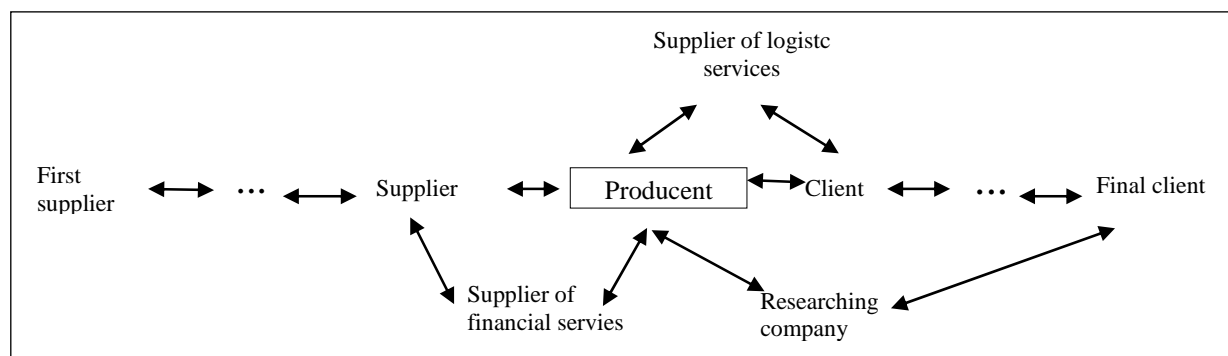 Supplier of logistc
services
First
supplier
...
Supplier
Producent
Client
...
Final client
Supplier of
financial servies
Researching
company